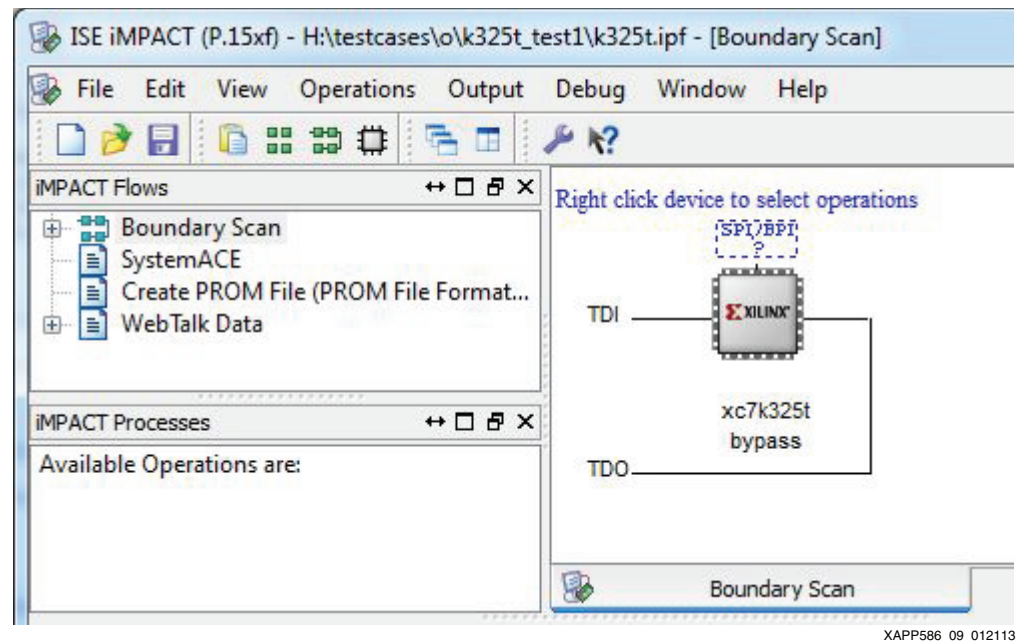 ISE iMPACT (P.15xf) - H:\testcases\o\k325t_test1\k325t.ipf - [Boundary Scan]
File Edit View Operations Output Debug Window Help
iMPACT Flows
Boundary Scan
SystemACE
Create PROM File (PROM File Format...
WebTalk Data
iMPACT Processes
Available Operations are:
Right click device to select operations
SPI/BPI
?
TDI
XILINX
xc7k325t
bypass
TDO
Boundary Scan
XAPP586_09_012113